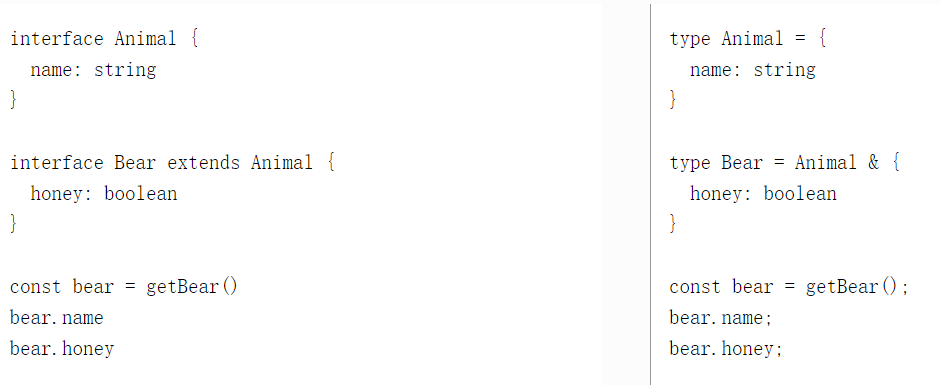 interface Animal {
  name: string
}
interface Bear extends Animal {
  honey: boolean
}
const bear = getBear()
bear.name
bear.honey
type Animal = {
  name: string
}
type Bear = Animal & {
  honey: boolean
}
const bear = getBear();
bear.name;
bear.honey;